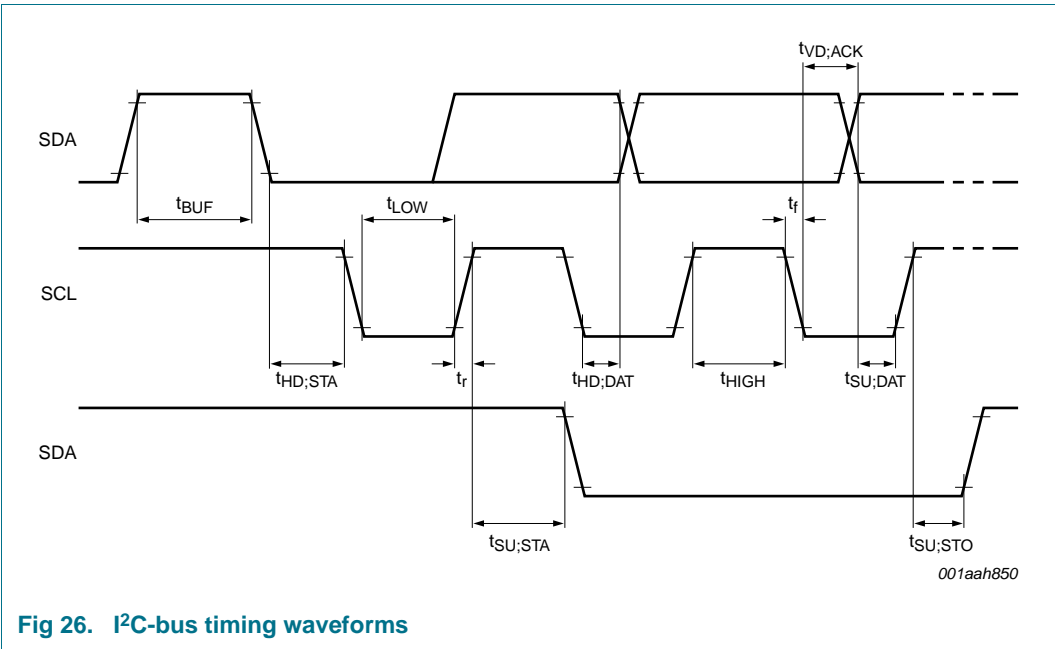 tVD;ACK
SDA
tBUF
tLOW
tf
SCL
tHD;STA
tr
tHD;DAT
tHIGH
tSU;DAT
SDA
tSU;STA
tSU;STO
001aah850
Fig 26. I²C-bus timing waveforms